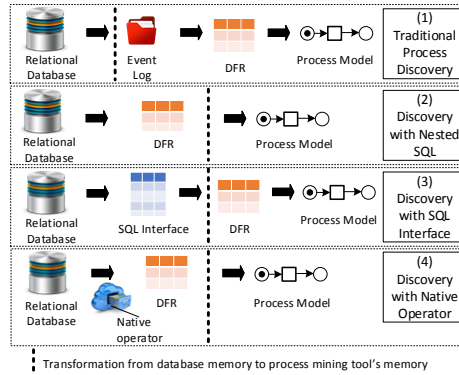 Relational
Database
Event
Log
DFR
Process Model
(1)
Traditional
Process
Discovery
Relational
Database
DFR
Process Model
(2)
Discovery
with Nested
SQL
Relational
Database
SQL Interface
DFR
Process Model
(3)
Discovery
with SQL
Interface
Relational
Database
Native
operator
DFR
Process Model
(4)
Discovery
with Native
Operator
Transformation from database memory to process mining tool's memory